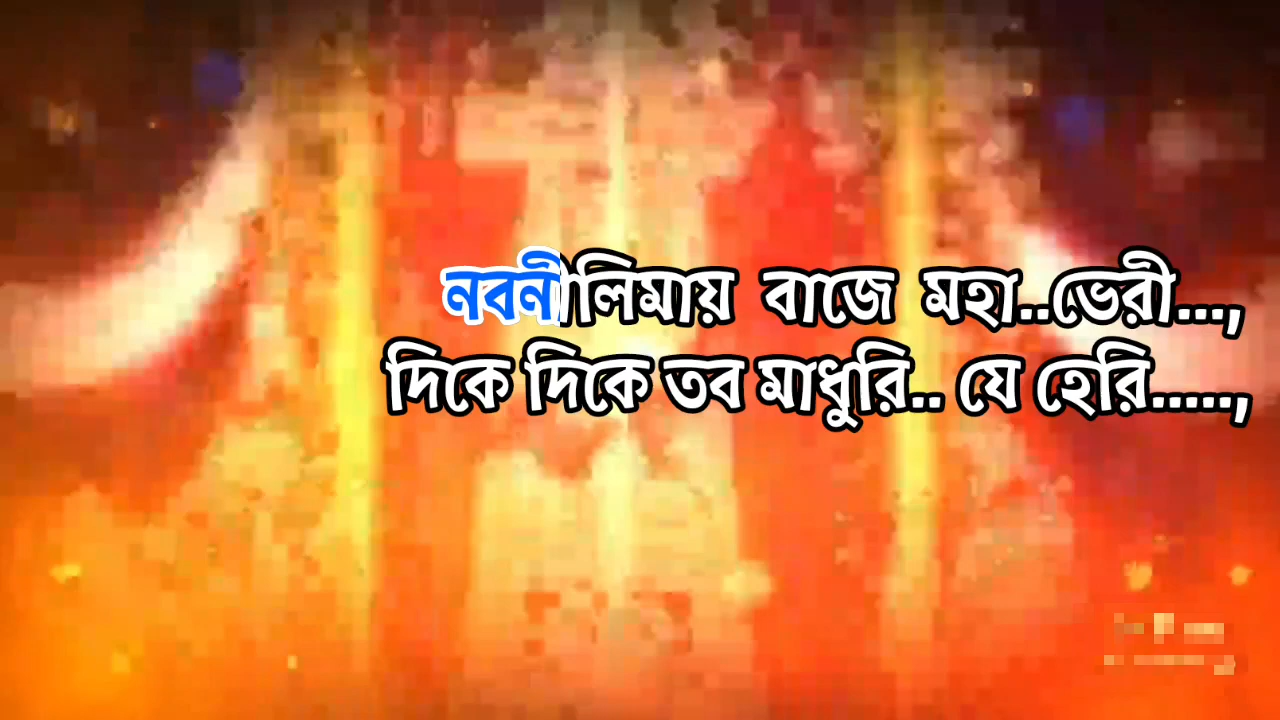 নবনীলিমায় বাজে মহা..ভেরী...,
দিকে দিকে তব মাধুরি.. যে হেরি.....,